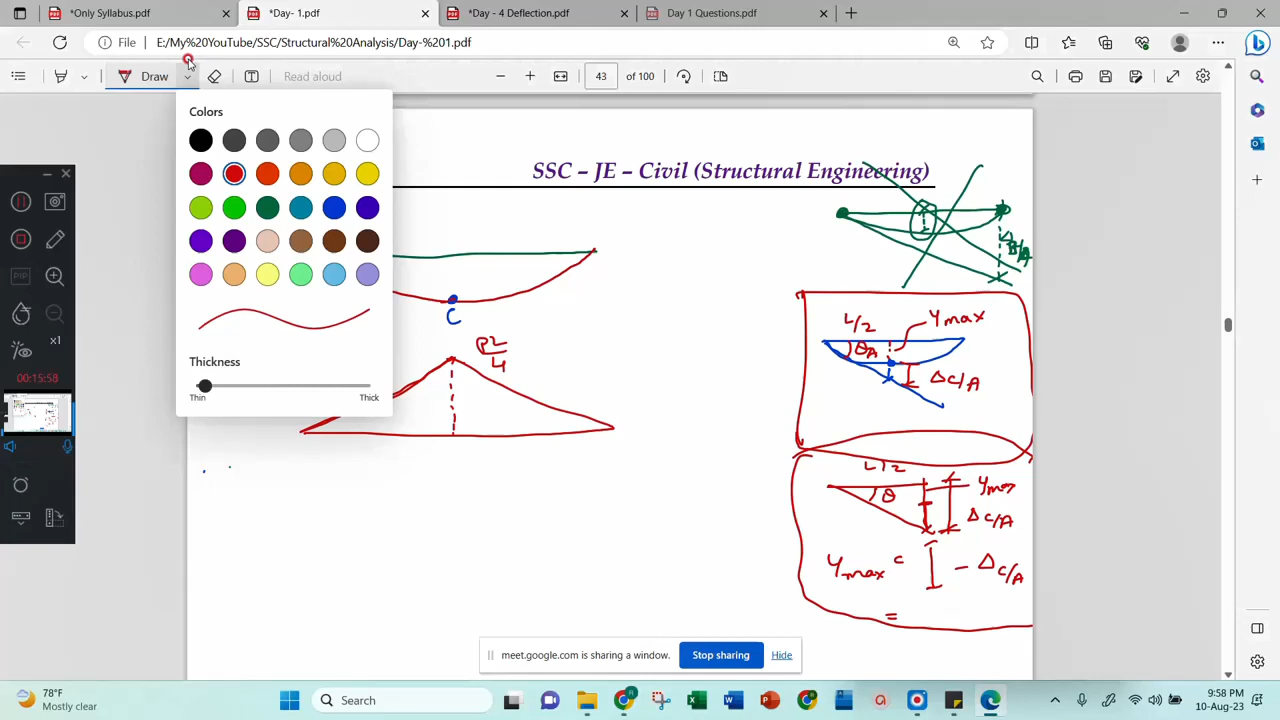 *Only Syllabus.pdf
*Day- 1.pdf
*Day - 4 Deflection.pdf
Day 1 Questions.pdf
File
E:/My%20YouTube/SSC/Structural%20Analysis/Day-%201.pdf
Draw
Read aloud
43
of 100
Colors
Thickness
Thin
Thick
PIP
x1
00:15:58
SSC – JE – Civil (Structural Engineering)
B/A
L/2
Ymax
θA
ΔC/A
C
4
L/2
θ
Ymax
ΔC/A
Ymax = - ΔC/A
=
meet.google.com is sharing a window.
Stop sharing
Hide
78°F
Mostly clear
Search
9:58 PM
10-Aug-23